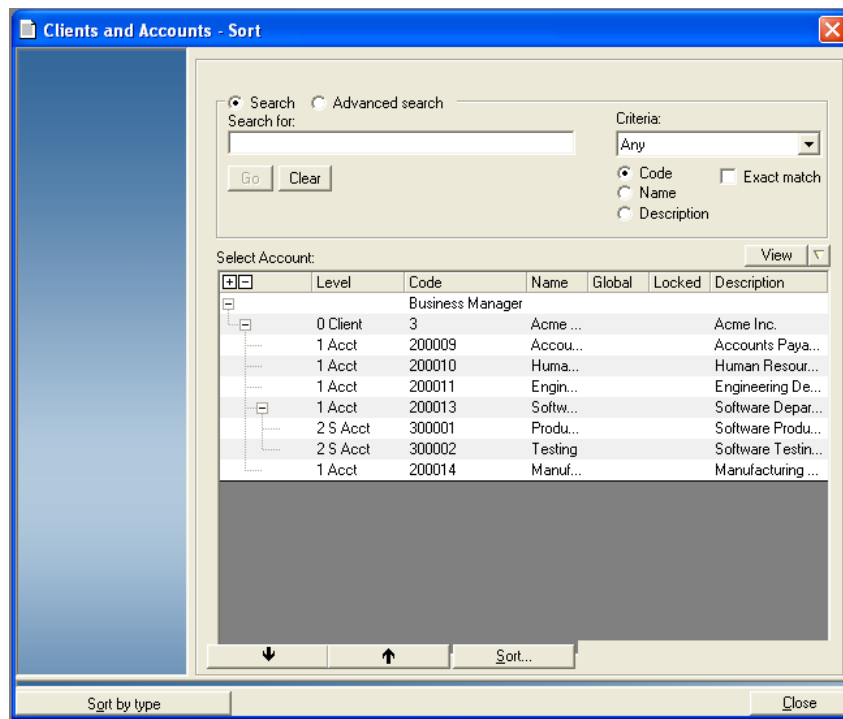 Clients and Accounts - Sort
Search Advanced search
Search for:
Criteria:
Any
Go Clear
Code Exact match
Name
Description
Select Account:
View
Level Code Name Global Locked Description
Business Manager
0 Client 3 Acme ... Acme Inc.
1 Acct 200009 Accou... Accounts Paya...
1 Acct 200010 Huma... Human Resour...
1 Acct 200011 Engin... Engineering De...
1 Acct 200013 Softw... Software Depar...
2 S Acct 300001 Produ... Software Produ...
2 S Acct 300002 Testing Software Testin...
1 Acct 200014 Manuf... Manufacturing ...
Sort...
Sort by type Close